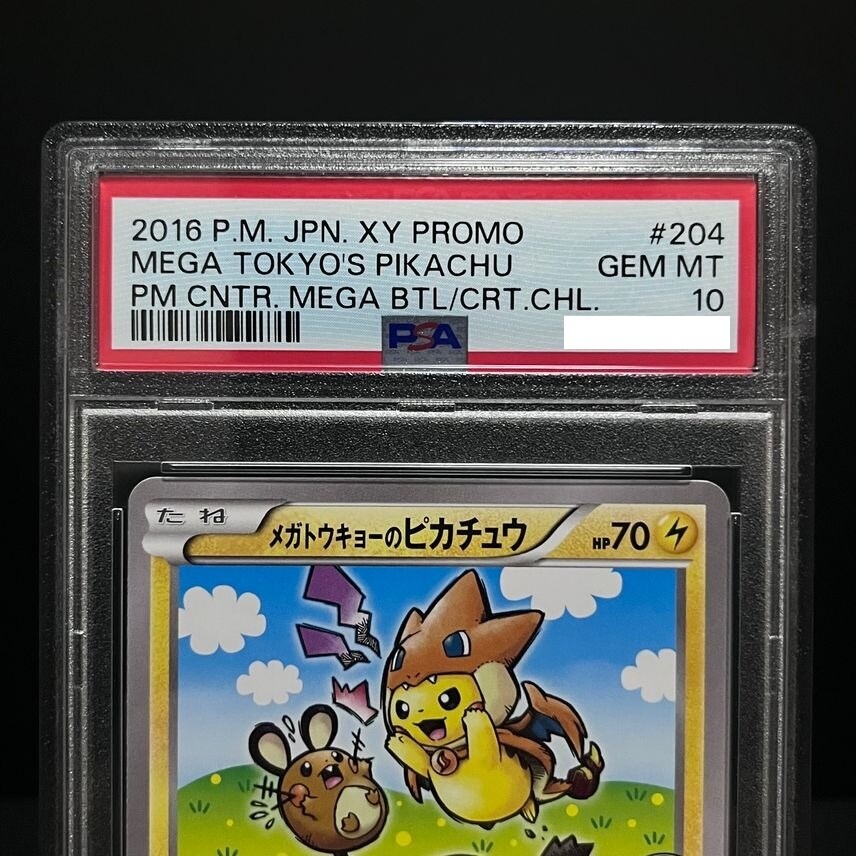 2016 P.M. JPN. XY PROMO #204
MEGA TOKYO'S PIKACHU GEM MT
PM CNTR. MEGA BTL/CRT.CHL. 10
PSA
たね メガトウキョーのピカチュウ HP70